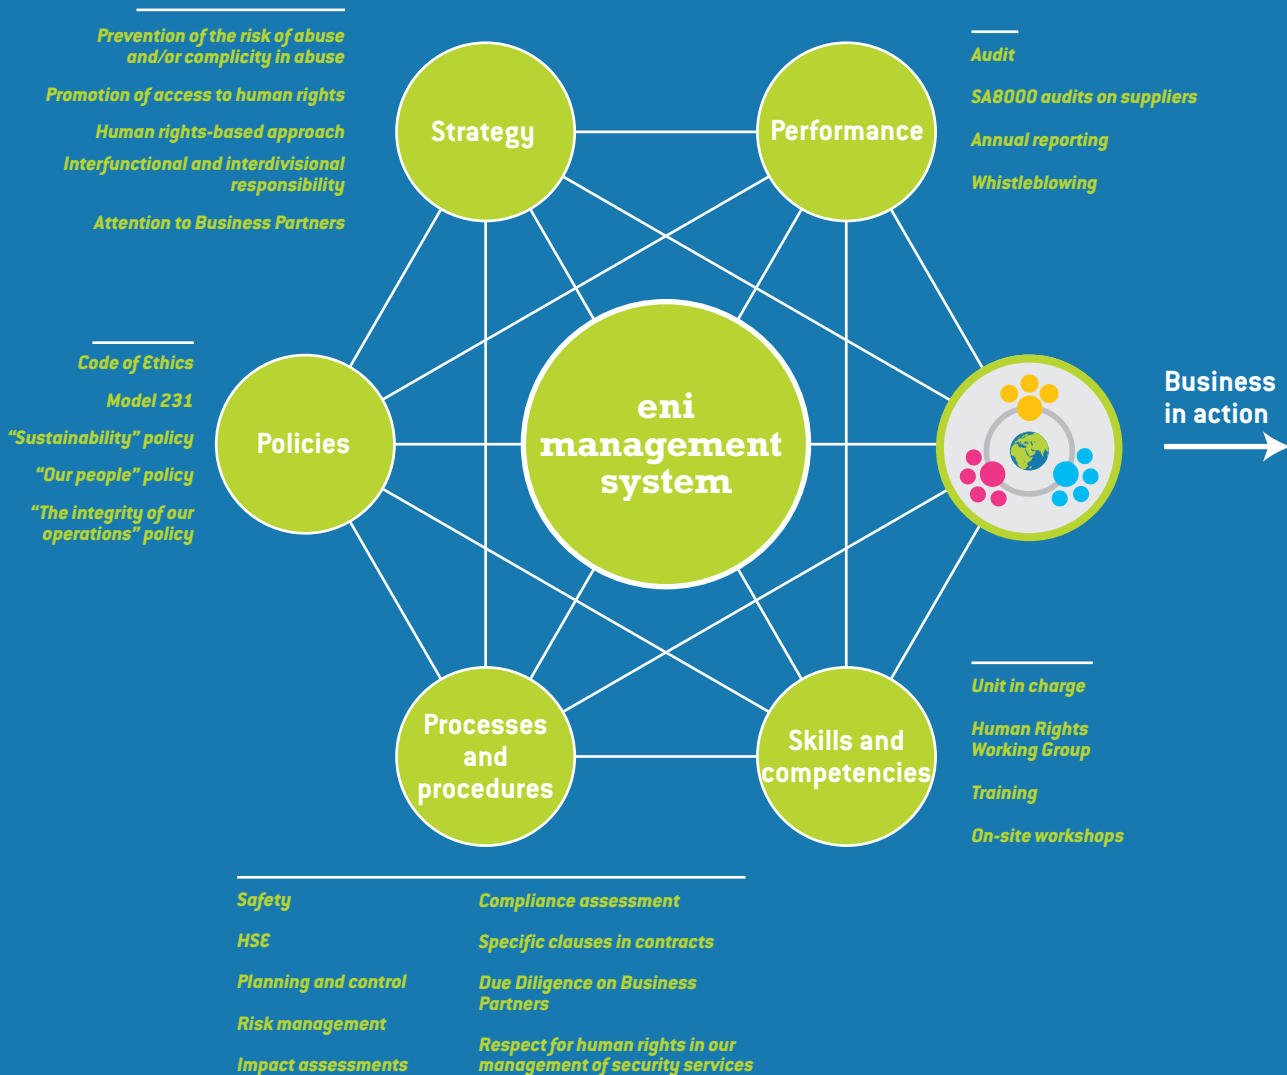 Prevention of the risk of abuse
and/or complicity in abuse
Promotion of access to human rights
Human rights-based approach
Interfunctional and interdivisional
responsibility
Attention to Business Partners
Strategy
Performance
Audit
SA8000 audits on suppliers
Annual reporting
Whistleblowing
Code of Ethics
Model 231
“Sustainability” policy
“Our people” policy
“The integrity of our
operations” policy
Policies
eni
management
system
Business
in action
Processes
and
procedures
Skills and
competencies
Unit in charge
Human Rights
Working Group
Training
On-site workshops
Safety
HSE
Planning and control
Risk management
Impact assessments
Compliance assessment
Specific clauses in contracts
Due Diligence on Business
Partners
Respect for human rights in our
management of security services